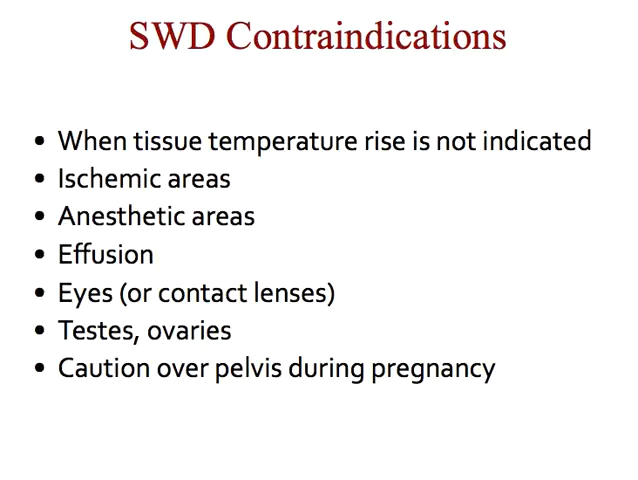 SWD Contraindications
• When tissue temperature rise is not indicated
• Ischemic areas
• Anesthetic areas
• Effusion
• Eyes (or contact lenses)
• Testes, ovaries
• Caution over pelvis during pregnancy